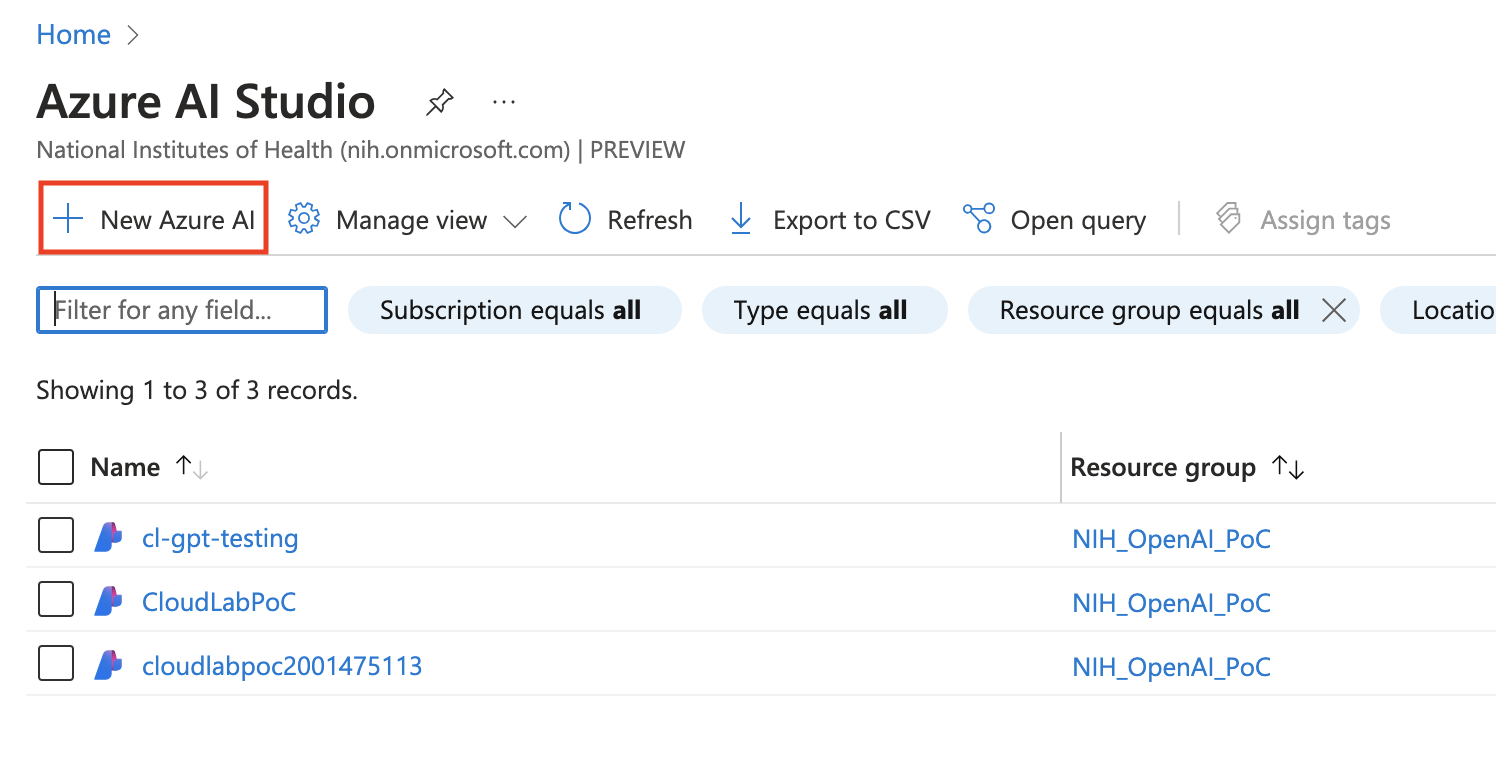 Home
Azure AI Studio
National Institutes of Health (nih.onmicrosoft.com) | PREVIEW
New Azure AI Manage view Refresh Export to CSV Open query Assign tags
Filter for any field... Subscription equals all Type equals all Resource group equals all Locatio
Showing 1 to 3 of 3 records.
Name Resource group
cl-gpt-testing NIH_OpenAI_PoC
CloudLabPoC NIH_OpenAI_PoC
cloudlabpoc2001475113 NIH_OpenAI_PoC